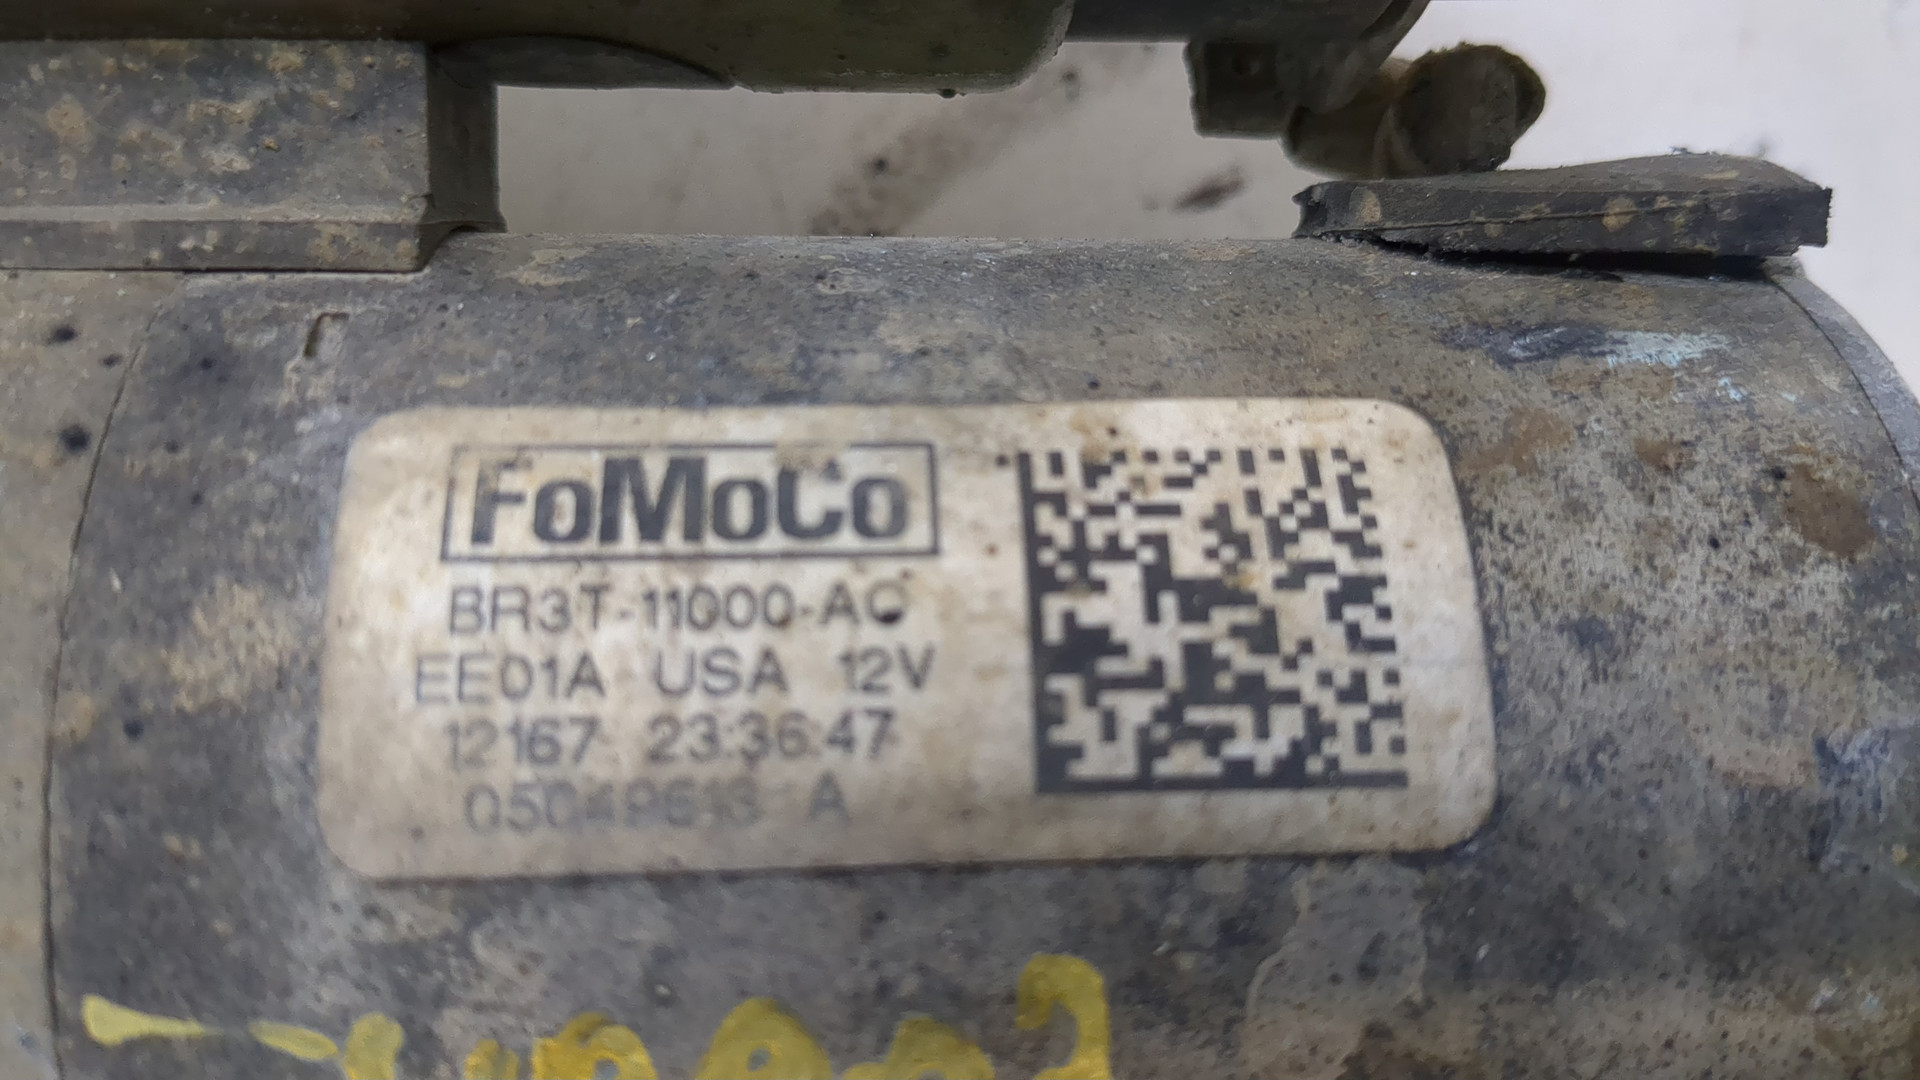 FoMoCo
BR3T-11000-AC
EE01A USA 12V
12167 23:36:47
A